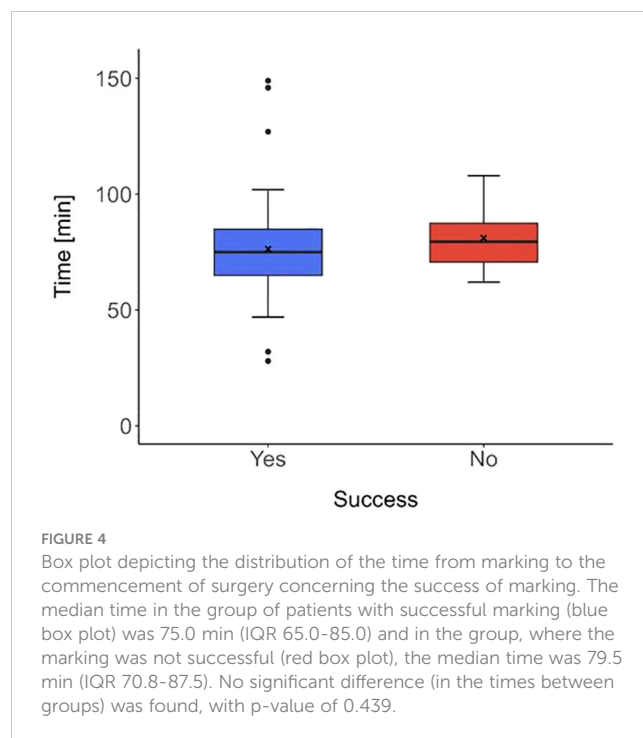 150
100
50
0
Time [min]
Yes
No
Success
FIGURE 4
Box plot depicting the distribution of the time from marking to the
commencement of surgery concerning the success of marking. The
median time in the group of patients with successful marking (blue
box plot) was 75.0 min (IQR 65.0-85.0) and in the group, where the
marking was not successful (red box plot), the median time was 79.5
min (IQR 70.8-87.5). No significant difference (in the times between
groups) was found, with p-value of 0.439.